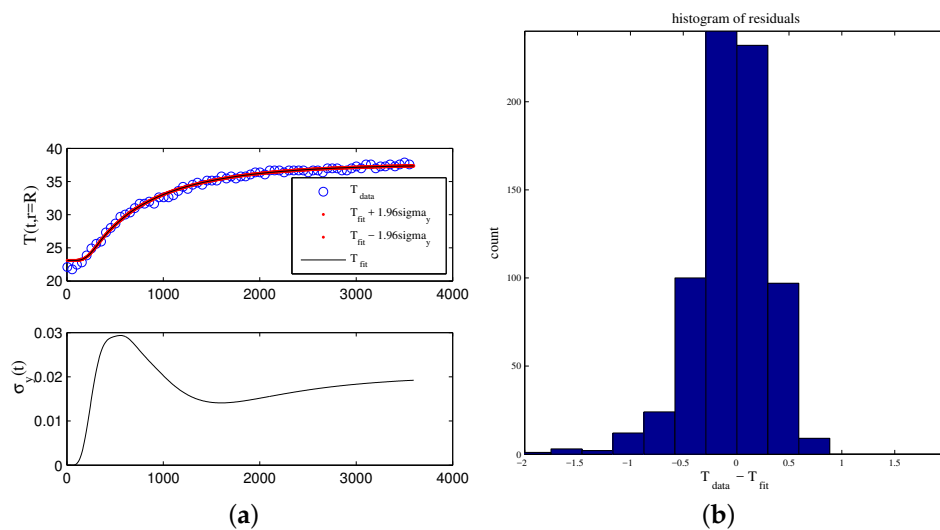 histogram of residuals
T(t,r=R)
40
35
30
25
20
0
1000
2000
3000
4000
T_data
T_fit + 1.96sigma_y
T_fit − 1.96sigma_y
T_fit
σ_y(t)
0.03
0.02
0.01
0
0
1000
2000
3000
4000
(a)
count
200
150
100
50
0
-2
-1.5
-1
-0.5
0
0.5
1
1.5
T_data − T_fit
(b)